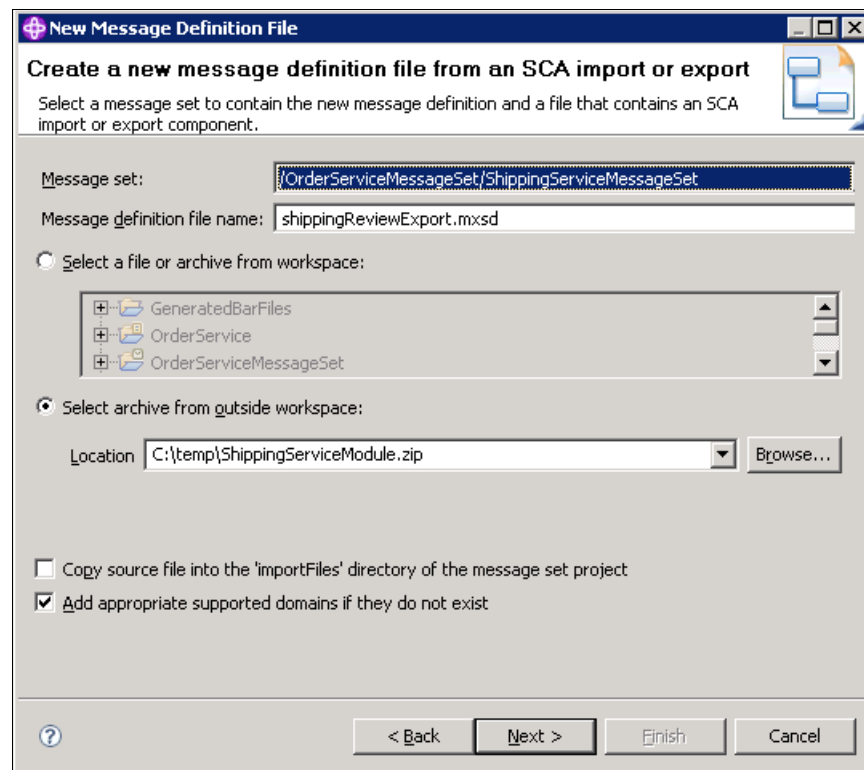 New Message Definition File
Create a new message definition file from an SCA import or export
Select a message set to contain the new message definition and a file that contains an SCA
import or export component.
Message set: /OrderServiceMessageSet/ShippingServiceMessageSet
Message definition file name: shippingReviewExport.mxsd
Select a file or archive from workspace:
GeneratedBarFiles
OrderService
OrderServiceMessageSet
Select archive from outside workspace:
Location C:\temp\ShippingServiceModule.zip Browse...
Copy source file into the 'importFiles' directory of the message set project
Add appropriate supported domains if they do not exist
? < Back Next > Finish Cancel